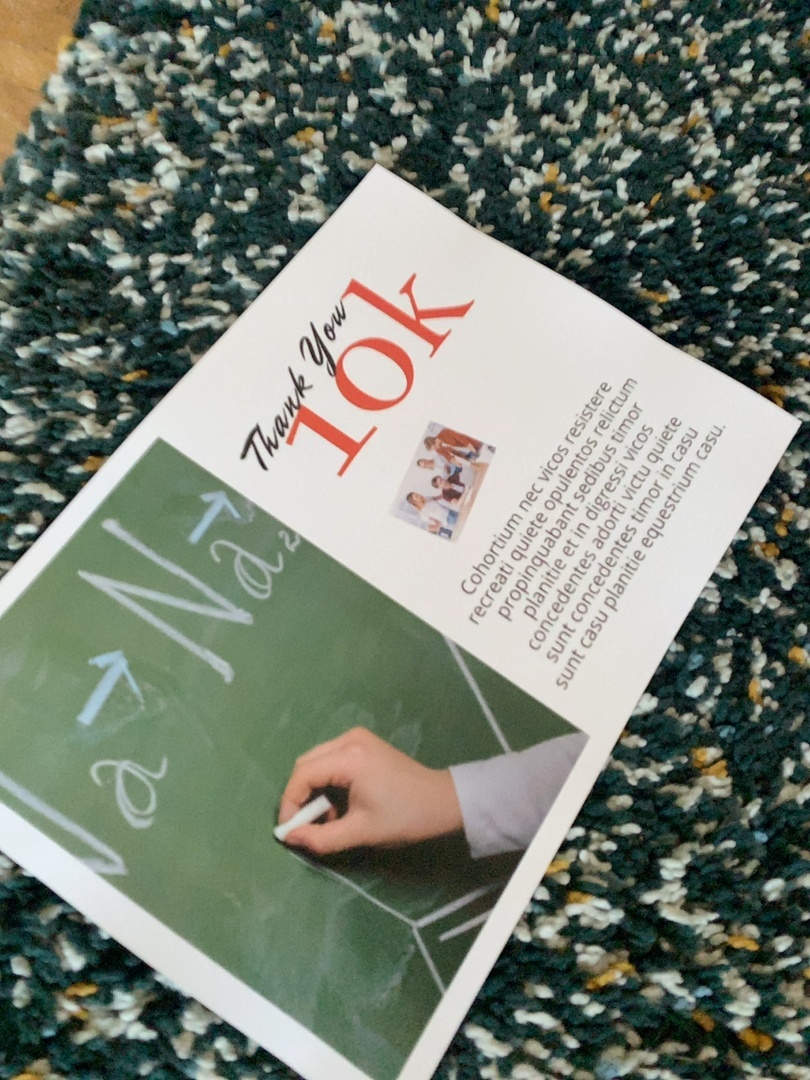 Thank You
10k
Cohortium nec vicos resistere
recreati quiete opulentos relictum
propinquabant sedibus timor
planitie et in digressi vicos
concedentes adorti victu quiete
sunt concedentes timor in casu
sunt casu planitie equestrium casu.
Na
Na₂